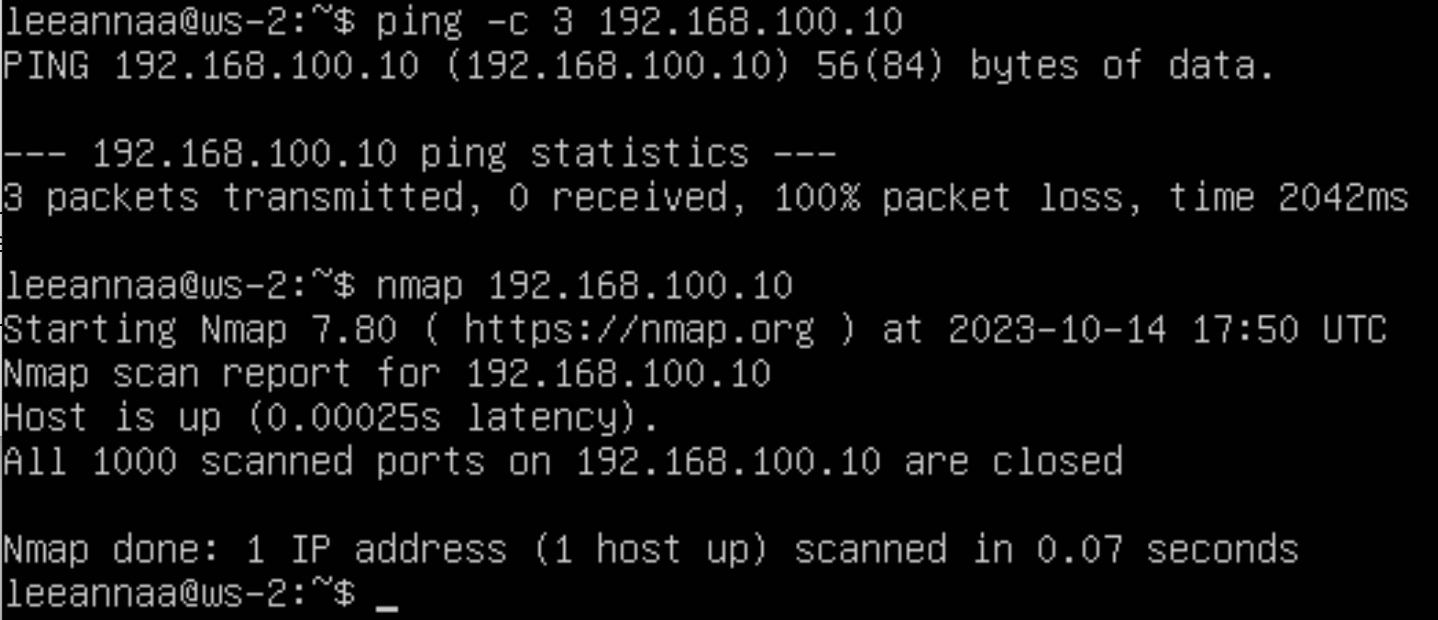 leeannaa@ws-2:~$ ping -c 3 192.168.100.10
PING 192.168.100.10 (192.168.100.10) 56(84) bytes of data.
--- 192.168.100.10 ping statistics ---
3 packets transmitted, 0 received, 100% packet loss, time 2042ms
leeannaa@ws-2:~$ nmap 192.168.100.10
Starting Nmap 7.80 ( https://nmap.org ) at 2023-10-14 17:50 UTC
Nmap scan report for 192.168.100.10
Host is up (0.00025s latency).
All 1000 scanned ports on 192.168.100.10 are closed
Nmap done: 1 IP address (1 host up) scanned in 0.07 seconds
leeannaa@ws-2:~$ _